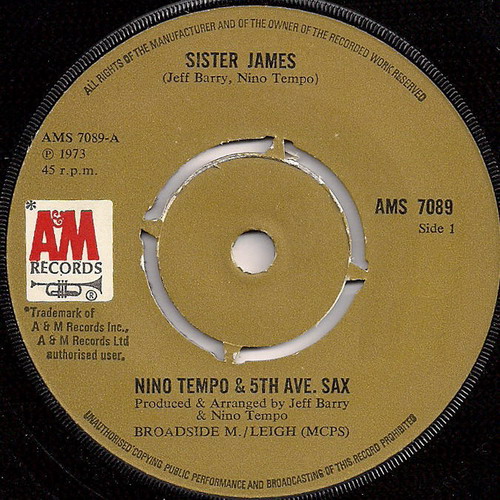 ALL RIGHTS OF THE MANUFACTURER AND OF THE OWNER OF THE RECORDED WORK RESERVED
SISTER JAMES
(Jeff Barry, Nino Tempo)
AMS 7089-A
℗ 1973
45 r.p.m.
AMS 7089
Side 1
*
A&M
RECORDS
®
*Trademark of
A & M Records Inc.,
A & M Records Ltd
authorised user.
NINO TEMPO & 5TH AVE. SAX
Produced & Arranged by Jeff Barry
& Nino Tempo
BROADSIDE M./LEIGH (MCPS)
UNAUTHORISED COPYING PUBLIC PERFORMANCE AND BROADCASTING OF THIS RECORD PROHIBITED